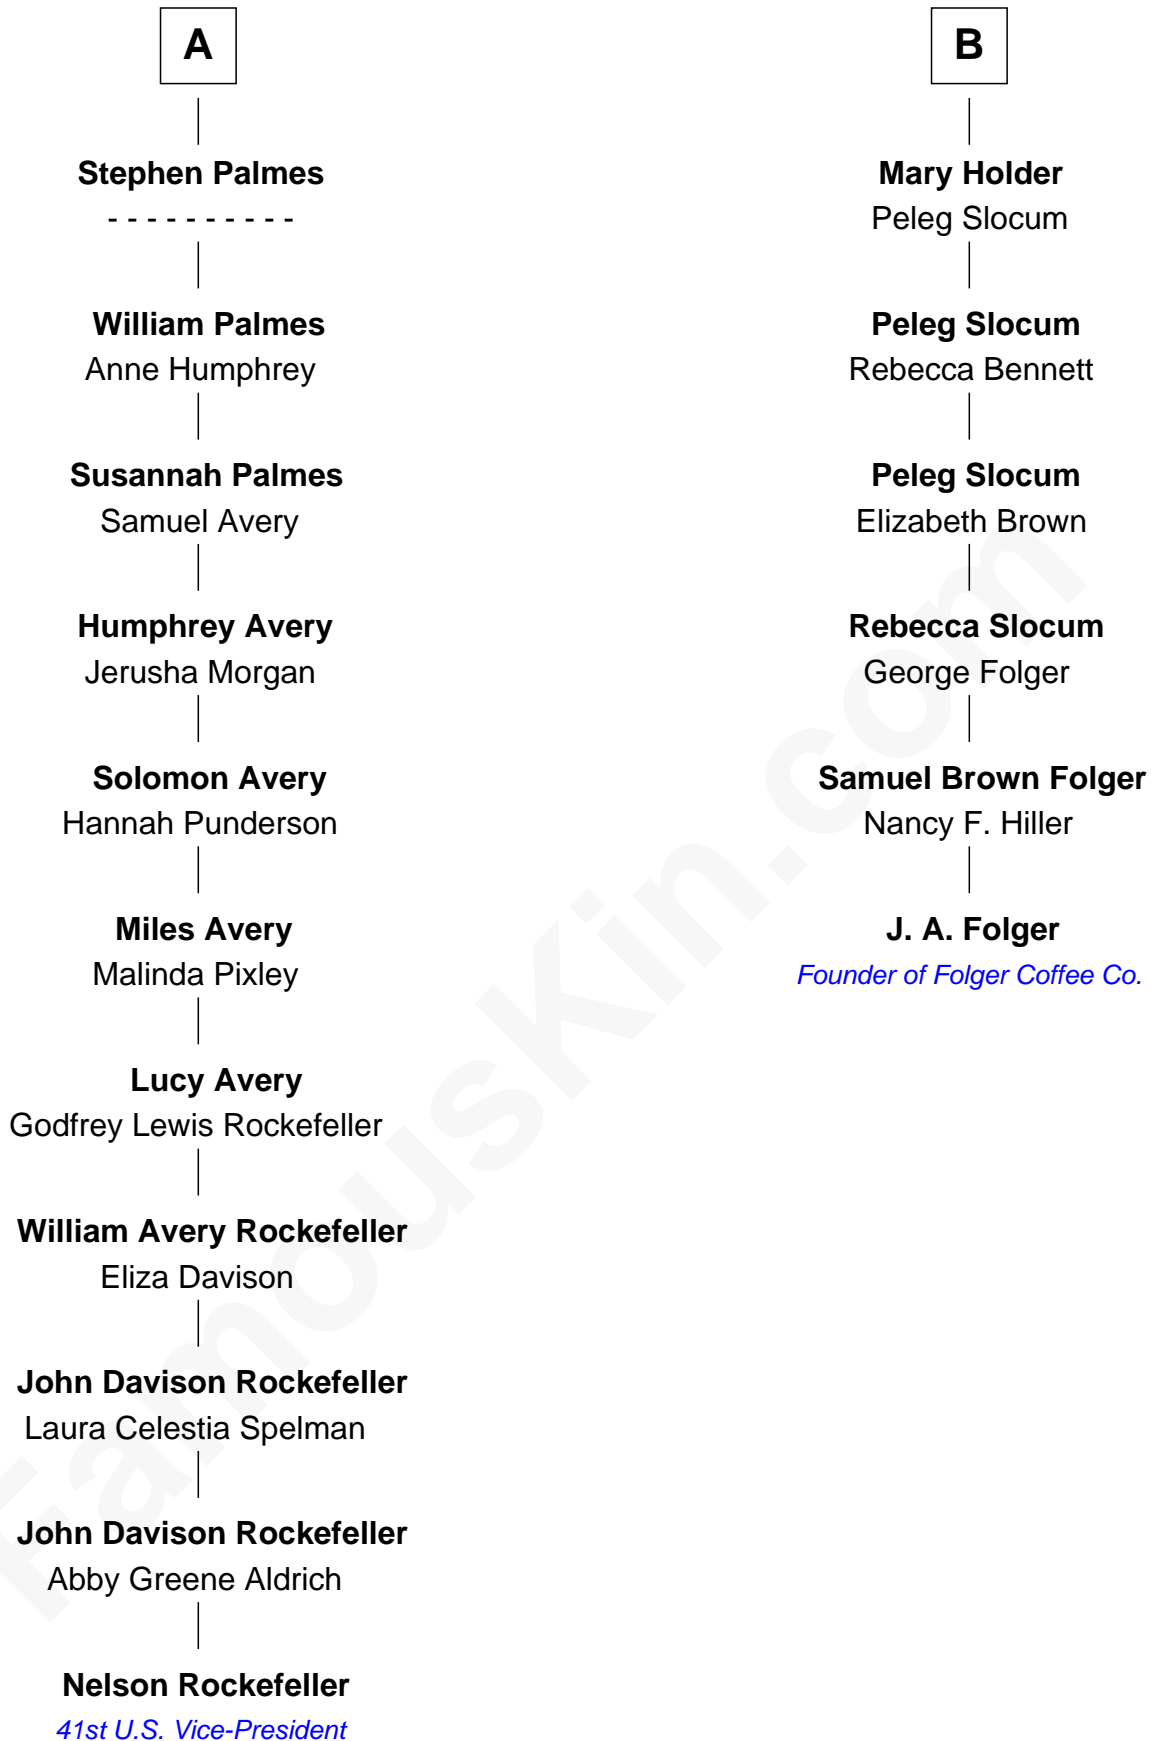 A
Stephen Palmes
- - - - - - - - - -
William Palmes
Anne Humphrey
Susannah Palmes
Samuel Avery
Humphrey Avery
Jerusha Morgan
Solomon Avery
Hannah Punderson
Miles Avery
Malinda Pixley
Lucy Avery
Godfrey Lewis Rockefeller
William Avery Rockefeller
Eliza Davison
John Davison Rockefeller
Laura Celestia Spelman
John Davison Rockefeller
Abby Greene Aldrich
Nelson Rockefeller
41st U.S. Vice-President
B
Mary Holder
Peleg Slocum
Peleg Slocum
Rebecca Bennett
Peleg Slocum
Elizabeth Brown
Rebecca Slocum
George Folger
Samuel Brown Folger
Nancy F. Hiller
J. A. Folger
Founder of Folger Coffee Co.
FamousKin.com